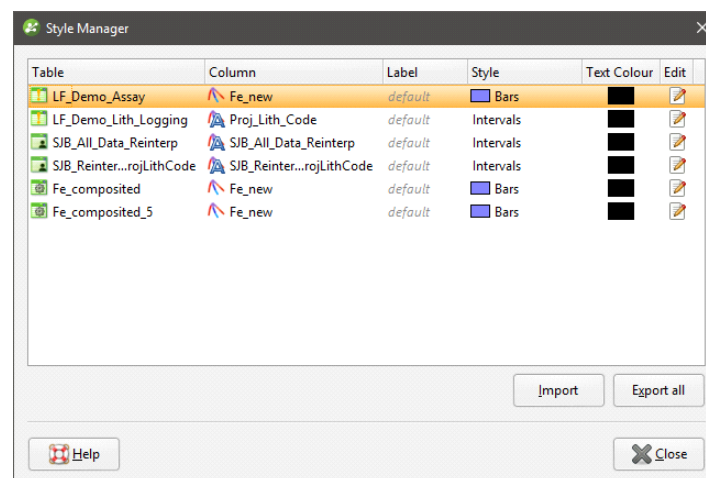 Style Manager
Table Column Label Style Text Colour Edit
LF_Demo_Assay Fe_new default Bars
LF_Demo_Lith_Logging Proj_Lith_Code default Intervals
SJB_All_Data_Reinterp SJB_All_Data_Reinterp default Intervals
SJB_Reinter...rojLithCode SJB_Reinter...rojLithCode default Intervals
Fe_composited Fe_new default Bars
Fe_composited_5 Fe_new default Bars
Import Export all
Help Close